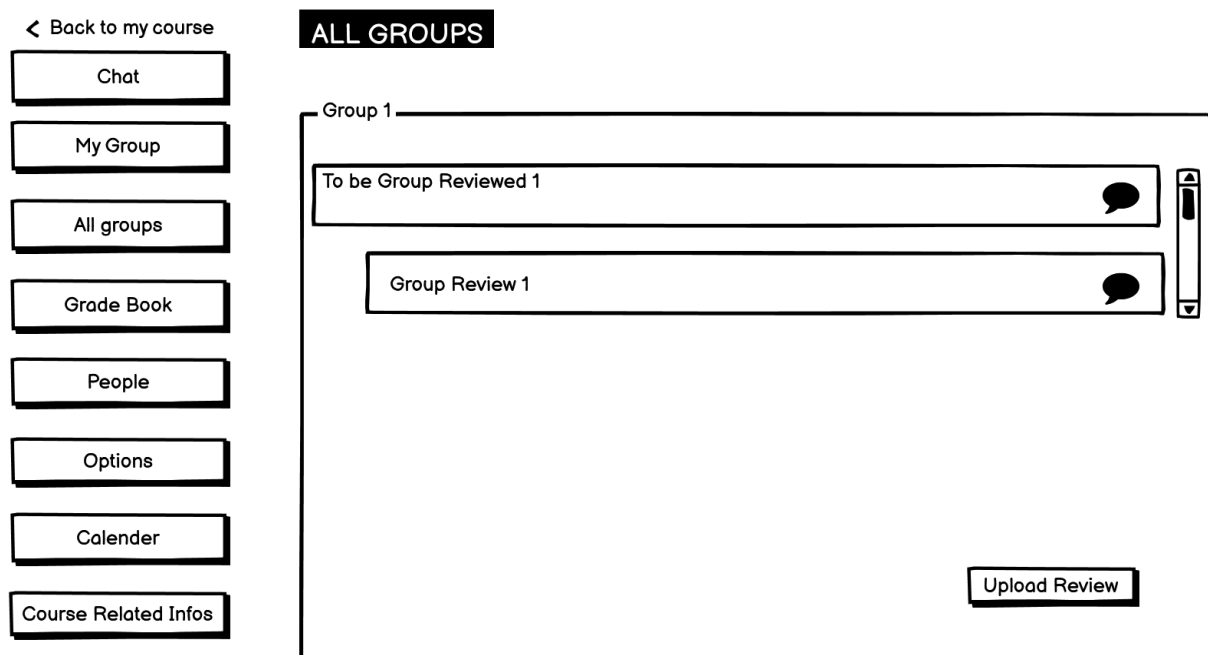 Back to my course
Chat
My Group
All groups
Grade Book
People
Options
Calender
Course Related Infos
ALL GROUPS
Group 1
To be Group Reviewed 1
Group Review 1
Upload Review